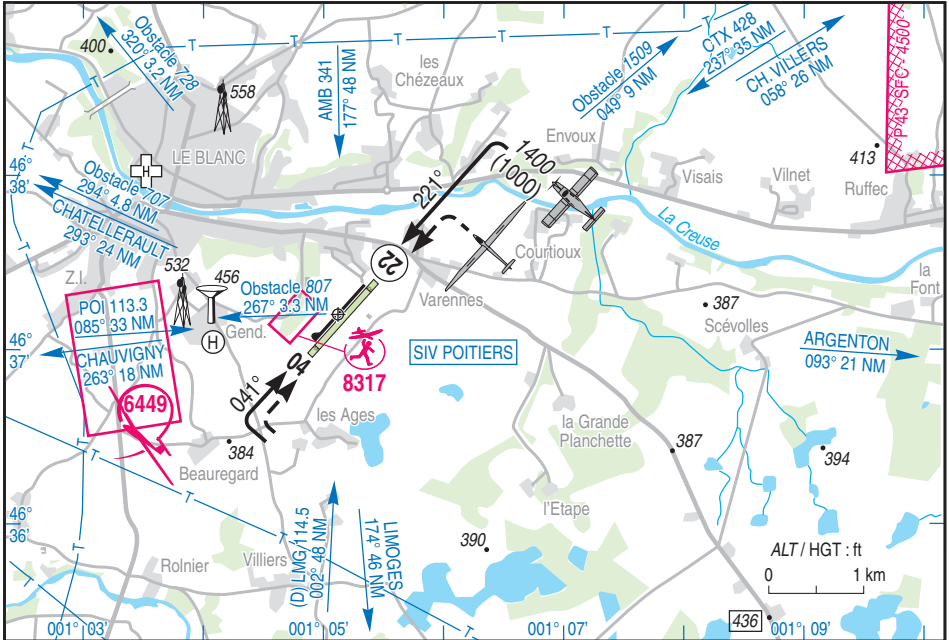 400
Obstacle 728
320° 3.2 NM
558
LE BLANC
H
AMB 341
177° 48 NM
les
Chézeaux
Obstacle 1509
049° 9 NM
CTX 428
237° 35 NM
CH. VILLERS
058° 26 NM
P 43 SFC - 4500
413
Ruffec
Vilnet
Visais
Envoux
1400
(1000)
221°
46°
38'
Obstacle 707
294° 4.8 NM
CHATELLERAULT
293° 24 NM
Z.I.
532
456
H
Gend.
Obstacle 807
267° 3.3 NM
22
Varennes
Courtioux
La Creuse
la
Font
387
Scévolles
ARGENTON
093° 21 NM
POI 113.3
085° 33 NM
46°
37'
CHAUVIGNY
263° 18 NM
6449
04
041°
8317
SIV POITIERS
les Ages
384
Beauregard
la Grande
Planchette
387
394
l'Etape
46°
36'
390
Rolnier
Villiers
(D) LMG 114.5
002° 48 NM
LIMOGES
174° 46 NM
ALT / HGT : ft
0 1 km
436
001° 03'
001° 05'
001° 07'
001° 09'
T
T
T
T
T
T
T
T
T
T
T